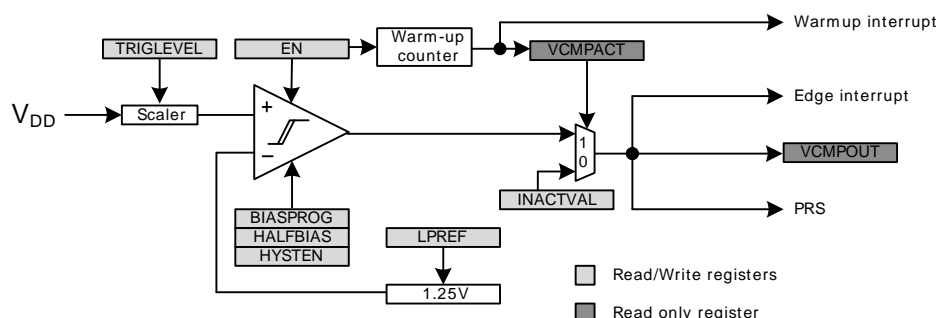 Warmup interrupt
TRIGLEVEL
EN
Warm-up
counter
VCMPACT
VDD
Scaler
+
−
Edge interrupt
1
0
VCMPOUT
INACTVAL
PRS
BIASPROG
HALFBIAS
HYSTEN
LPREF
1.25V
Read/Write registers
Read only register